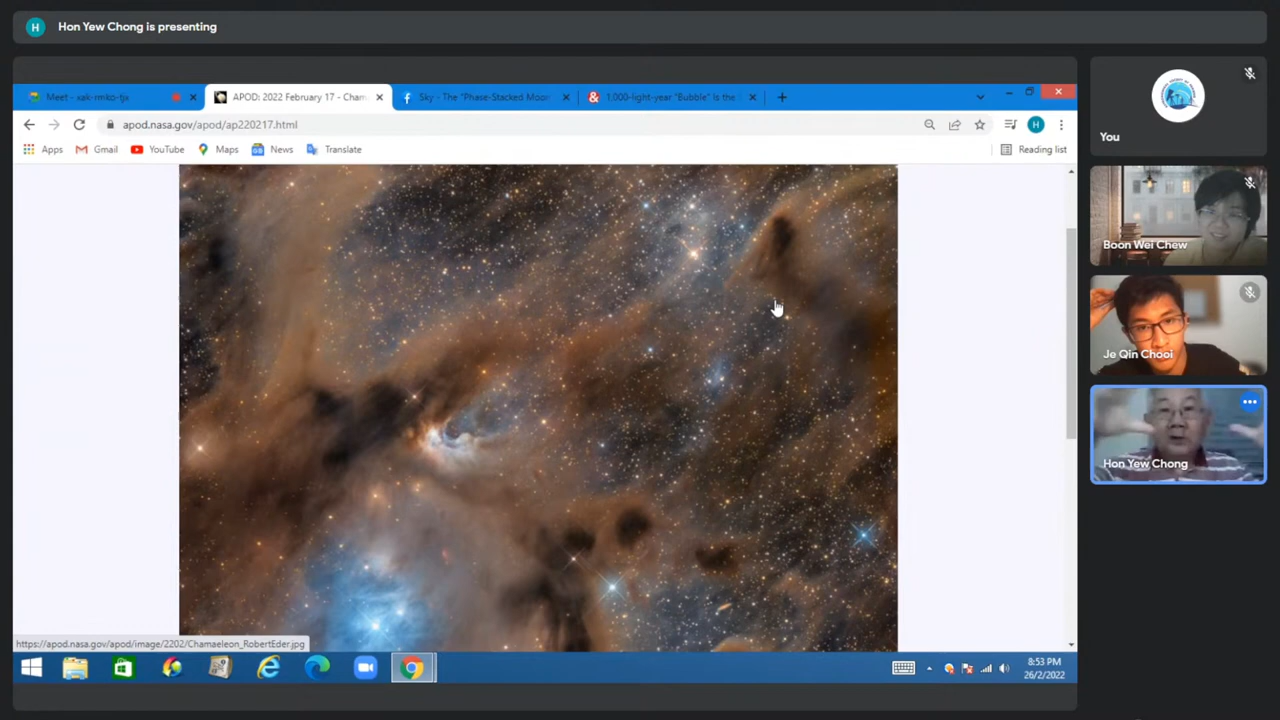 H Hon Yew Chong is presenting
Meet - xak-rmko-tjx
APOD: 2022 February 17 - Cham
Sky - The "Phase-Stacked Moon
1,000-light-year "Bubble" Is the
apod.nasa.gov/apod/ap220217.html
H
Apps Gmail YouTube Maps News Translate Reading list
You
Boon Wei Chew
Je Qin Chooi
Hon Yew Chong
https://apod.nasa.gov/apod/image/2202/Chamaeleon_RobertEder.jpg
8:53 PM
26/2/2022